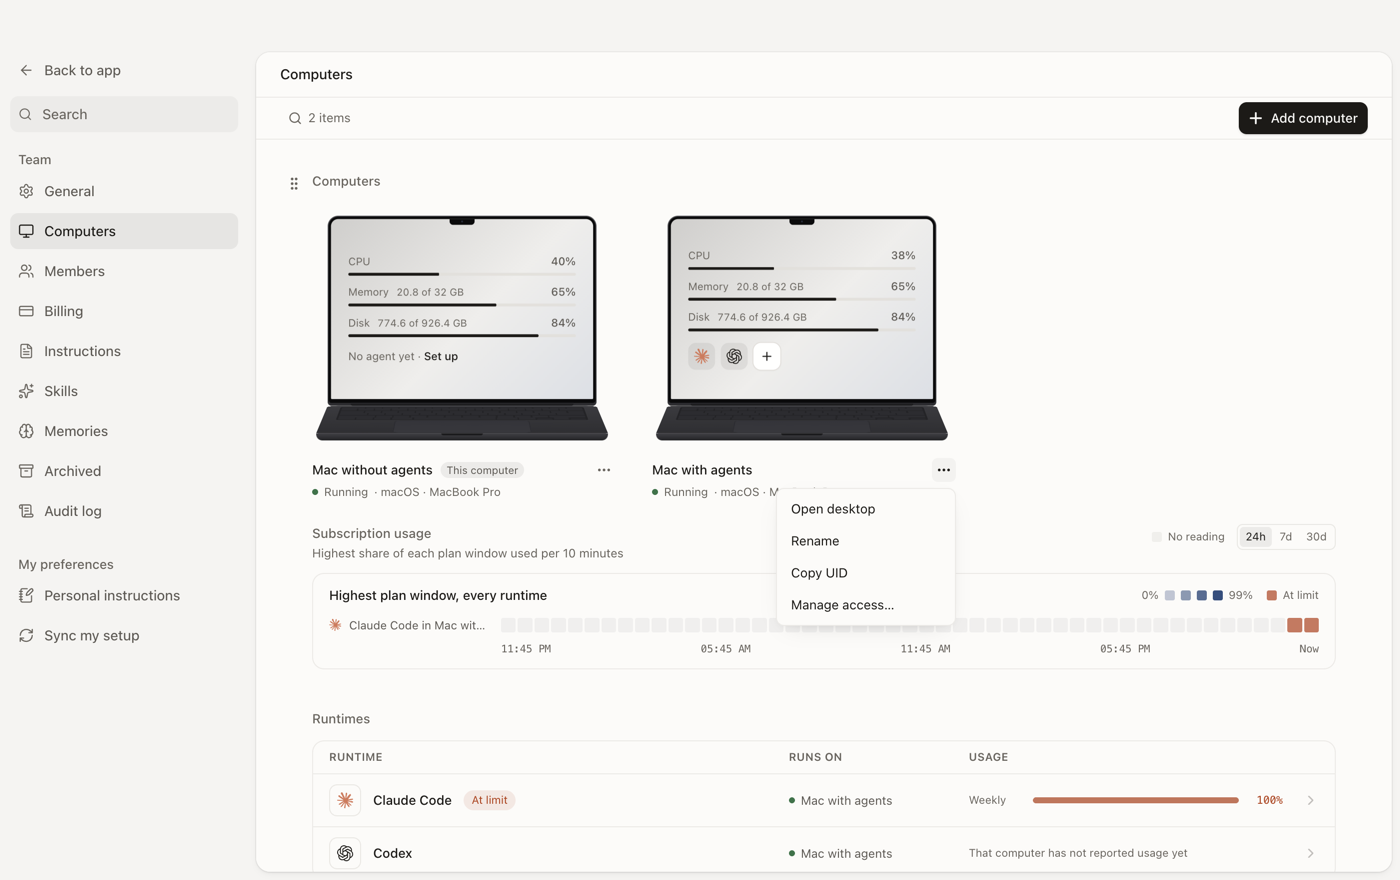 Back to app
Search
Team
General
Computers
Members
Billing
Instructions
Skills
Memories
Archived
Audit log
My preferences
Personal instructions
Sync my setup
Computers
2 items
Add computer
Computers
CPU 40%
Memory 20.8 of 32 GB 65%
Disk 774.6 of 926.4 GB 84%
No agent yet · Set up
CPU 38%
Memory 20.8 of 32 GB 65%
Disk 774.6 of 926.4 GB 84%
Mac without agents This computer
Running · macOS · MacBook Pro
Mac with agents
Running · macOS · M
Open desktop
Rename
Copy UID
Manage access...
Subscription usage
Highest share of each plan window used per 10 minutes
No reading 24h 7d 30d
Highest plan window, every runtime
0% 99% At limit
Claude Code in Mac wit...
11:45 PM 05:45 AM 11:45 AM 05:45 PM Now
Runtimes
RUNTIME RUNS ON USAGE
Claude Code At limit Mac with agents Weekly 100%
Codex Mac with agents That computer has not reported usage yet